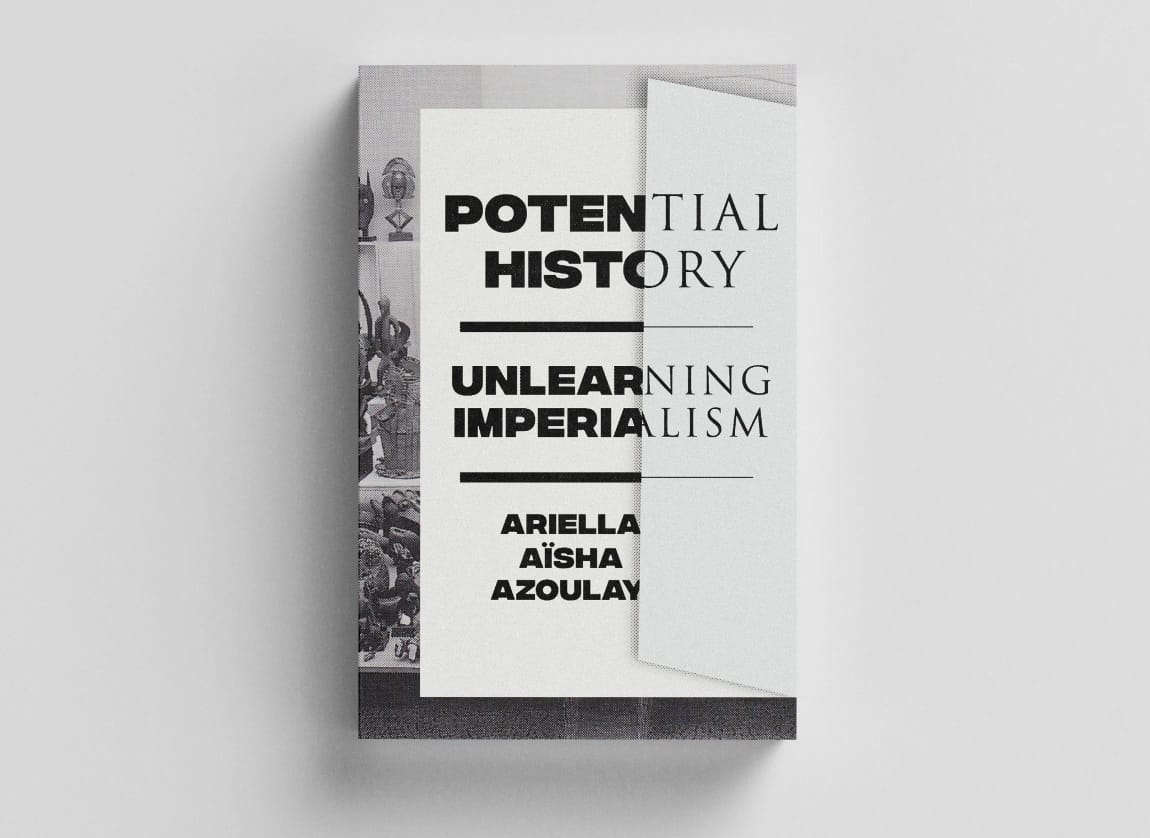 POTENTIAL
HISTORY
UNLEARNING
IMPERIALISM
ARIELLA
AÏSHA
AZOULAY